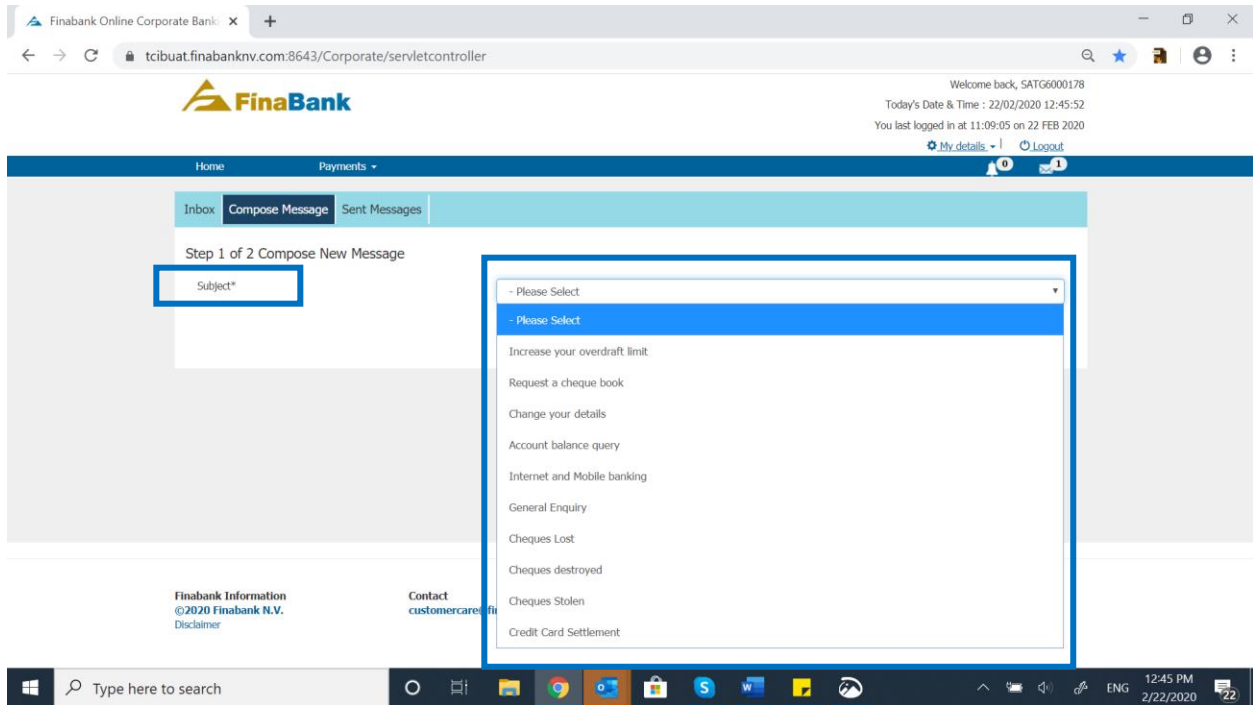 Finabank Online Corporate Bank
tcibuat.finabanknv.com:8643/Corporate/servletcontroller
FinaBank
Welcome back, SATG6000178
Today's Date & Time : 22/02/2020 12:45:52
You last logged in at 11:09:05 on 22 FEB 2020
My details
Logout
Home Payments
0 1
Inbox Compose Message Sent Messages
Step 1 of 2 Compose New Message
Subject*
- Please Select
- Please Select
Increase your overdraft limit
Request a cheque book
Change your details
Account balance query
Internet and Mobile banking
General Enquiry
Cheques Lost
Cheques destroyed
Cheques Stolen
Credit Card Settlement
Finabank Information
©2020 Finabank N.V.
Disclaimer
Contact
customercare@fi
Type here to search
ENG
12:45 PM
2/22/2020
22